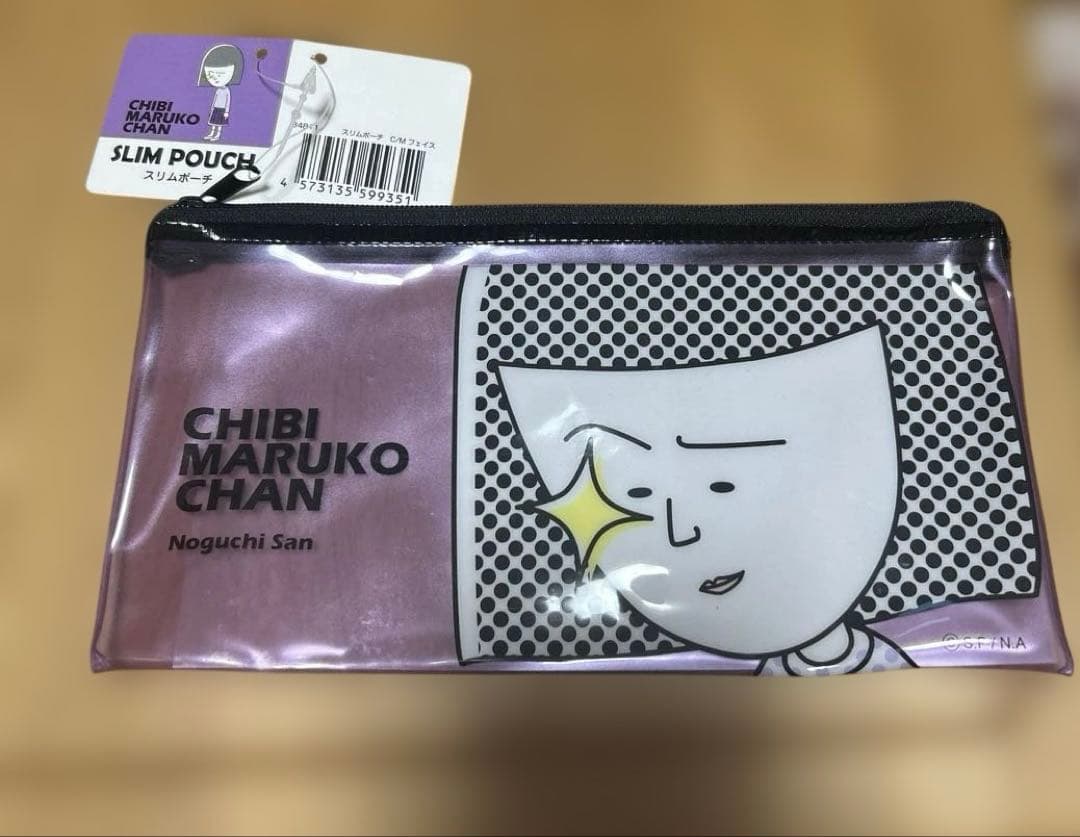 CHIBI
MARUKO
CHAN
SLIM POUCH
スリムポーチ
スリムポーチ C/M フェイス
4 573135 599351
CHIBI
MARUKO
CHAN
Noguchi San
©S.F / N.A